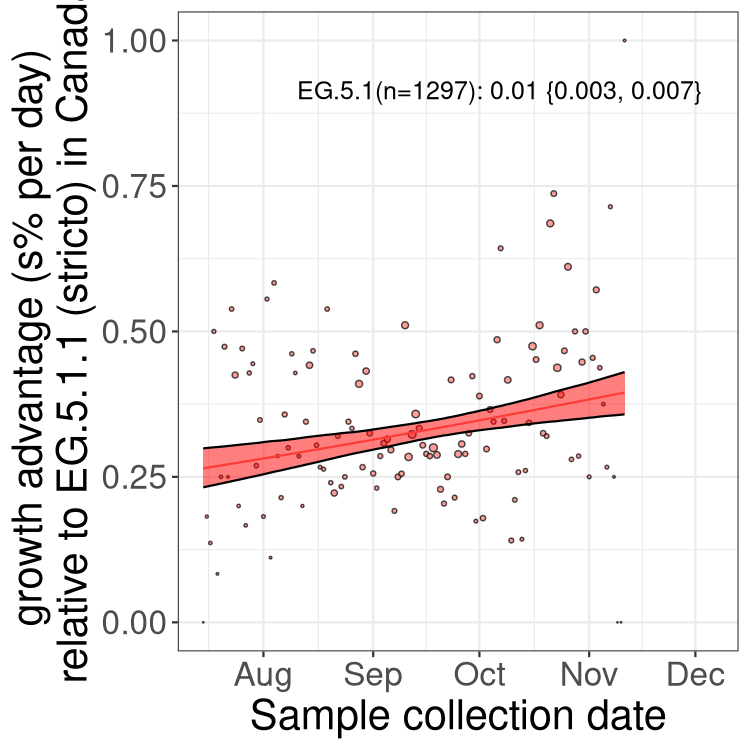 growth advantage (s% per day)
relative to EG.5.1.1 (stricto) in Canada
1.00
0.75
0.50
0.25
0.00
EG.5.1(n=1297): 0.01 {0.003, 0.007}
Aug Sep Oct Nov Dec
Sample collection date